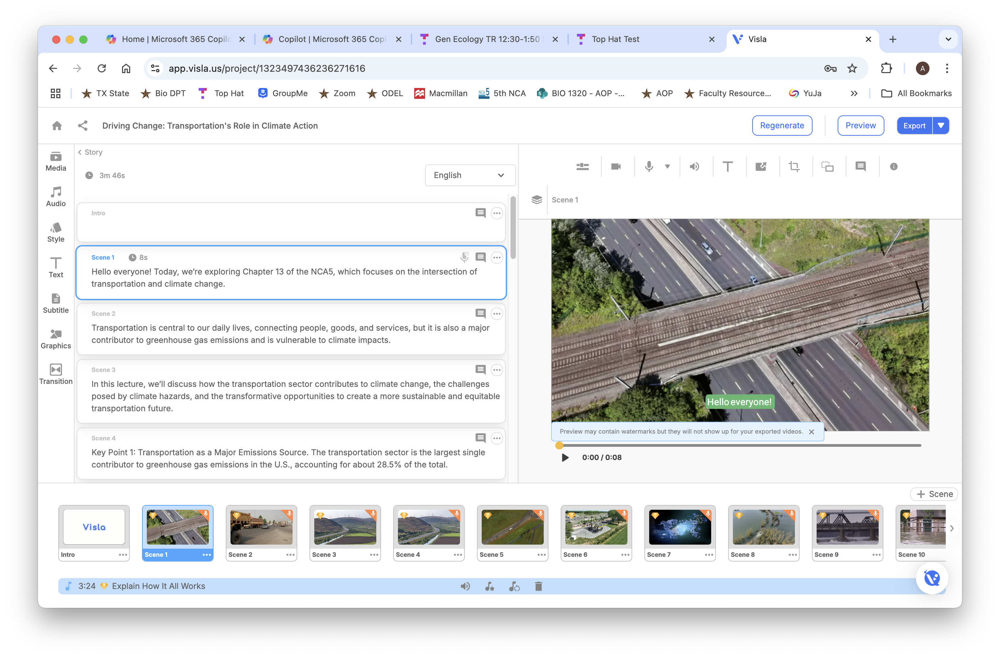 Home | Microsoft 365 Copilo
Copilot | Microsoft 365 Copi
Gen Ecology TR 12:30-1:50
Top Hat Test
Visla
app.visla.us/project/1323497436236271616
A
TX State
Bio DPT
Top Hat
GroupMe
Zoom
ODEL
Macmillan
NCA5
5th NCA
BIO 1320 - AOP -...
AOP
Faculty Resource...
YuJa
All Bookmarks
Driving Change: Transportation's Role in Climate Action
Regenerate
Preview
Export
Media
Audio
Style
Text
Subtitle
Graphics
Transition
Story
3m 46s
English
Intro
Scene 1
8s
Hello everyone! Today, we’re exploring Chapter 13 of the NCA5, which focuses on the intersection of
transportation and climate change.
Scene 2
Transportation is central to our daily lives, connecting people, goods, and services, but it is also a major
contributor to greenhouse gas emissions and is vulnerable to climate impacts.
Scene 3
In this lecture, we’ll discuss how the transportation sector contributes to climate change, the challenges
posed by climate hazards, and the transformative opportunities to create a more sustainable and equitable
transportation future.
Scene 4
Key Point 1: Transportation as a Major Emissions Source. The transportation sector is the largest single
contributor to greenhouse gas emissions in the U.S., accounting for about 28.5% of the total.
Scene 1
Hello everyone!
Preview may contain watermarks but they will not show up for your exported videos.
0:00 / 0:08
Scene
Visla
Intro
Scene 1
Scene 2
Scene 3
Scene 4
Scene 5
Scene 6
Scene 7
Scene 8
Scene 9
Scene 10
3:24
Explain How It All Works